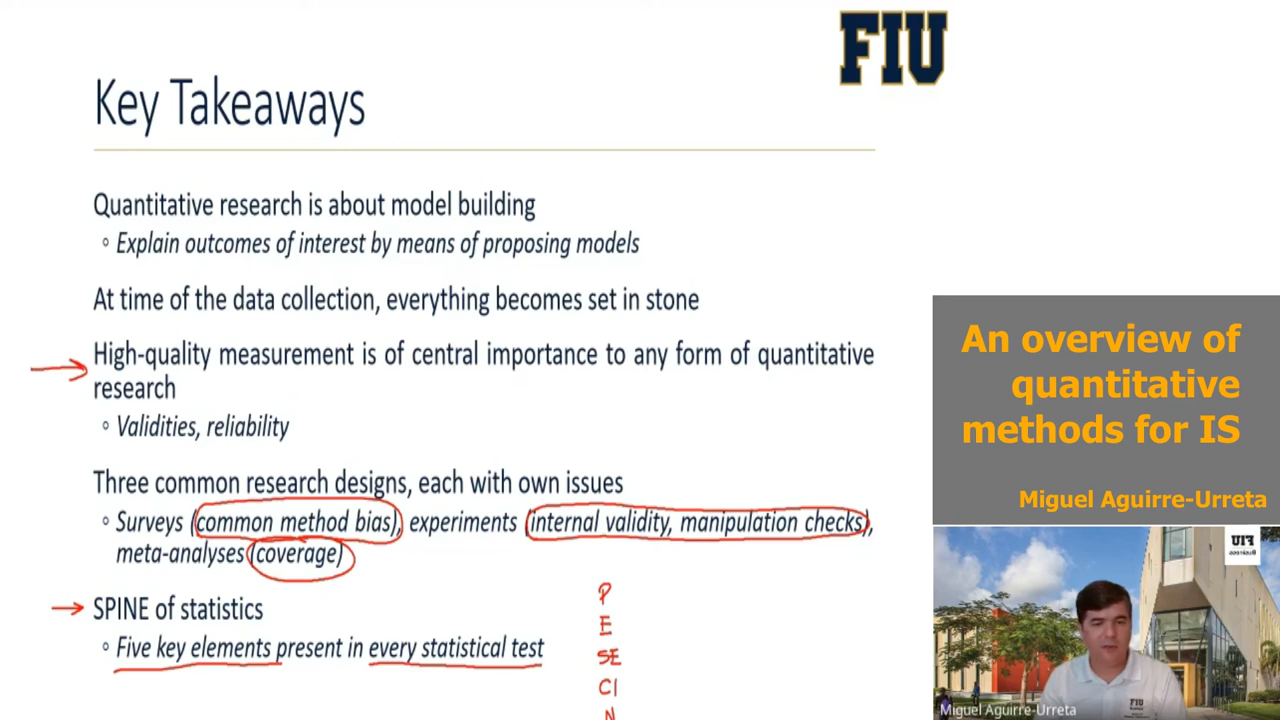 FIU
Key Takeaways
Quantitative research is about model building
◦ Explain outcomes of interest by means of proposing models
At time of the data collection, everything becomes set in stone
High-quality measurement is of central importance to any form of quantitative
research
◦ Validities, reliability
Three common research designs, each with own issues
◦ Surveys (common method bias), experiments (internal validity, manipulation checks),
meta-analyses (coverage)
SPINE of statistics
◦ Five key elements present in every statistical test
P
E
SE
CI
N
An overview of
quantitative
methods for IS
Miguel Aguirre-Urreta
FIU
Business
Miguel Aguirre-Urreta
FIU